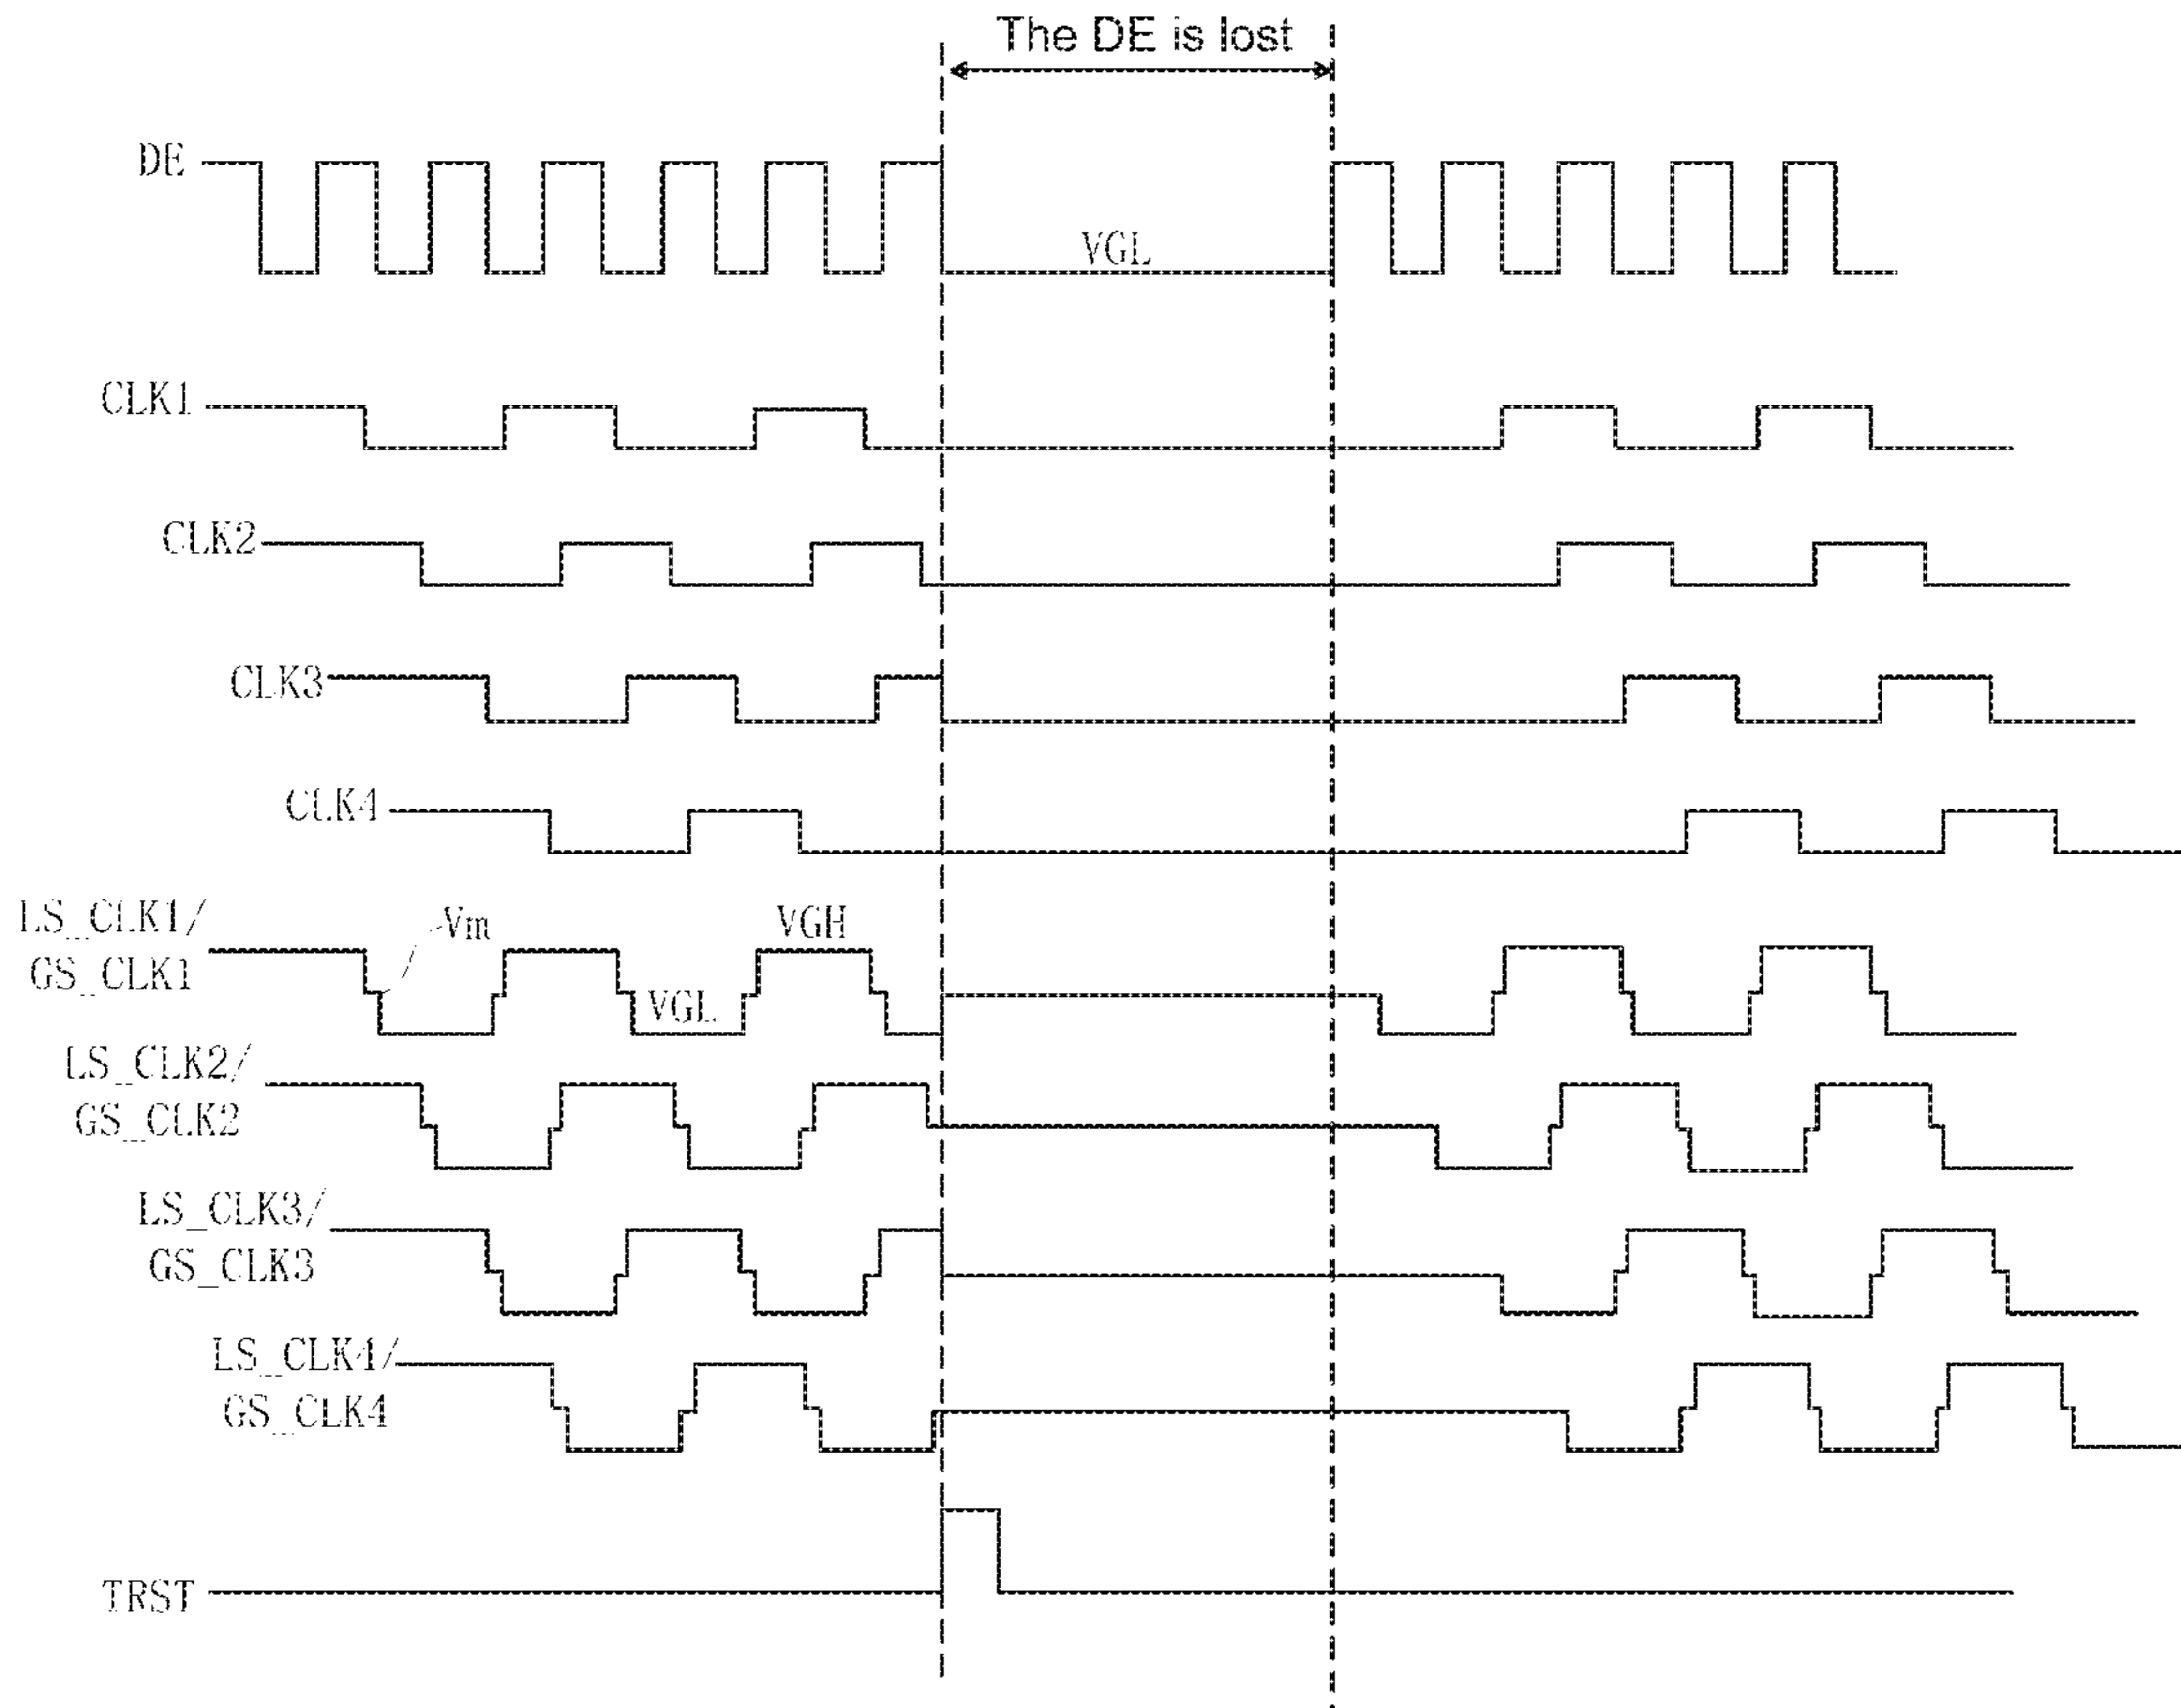 The DE is lost
DE
VGL
CLK1
CLK2
CLK3
CLK4
LS_CLK1/
GS_CLK1
Vm
VGH
VGL
LS_CLK2/
GS_CLK2
LS_CLK3/
GS_CLK3
LS_CLK4/
GS_CLK4
TRST